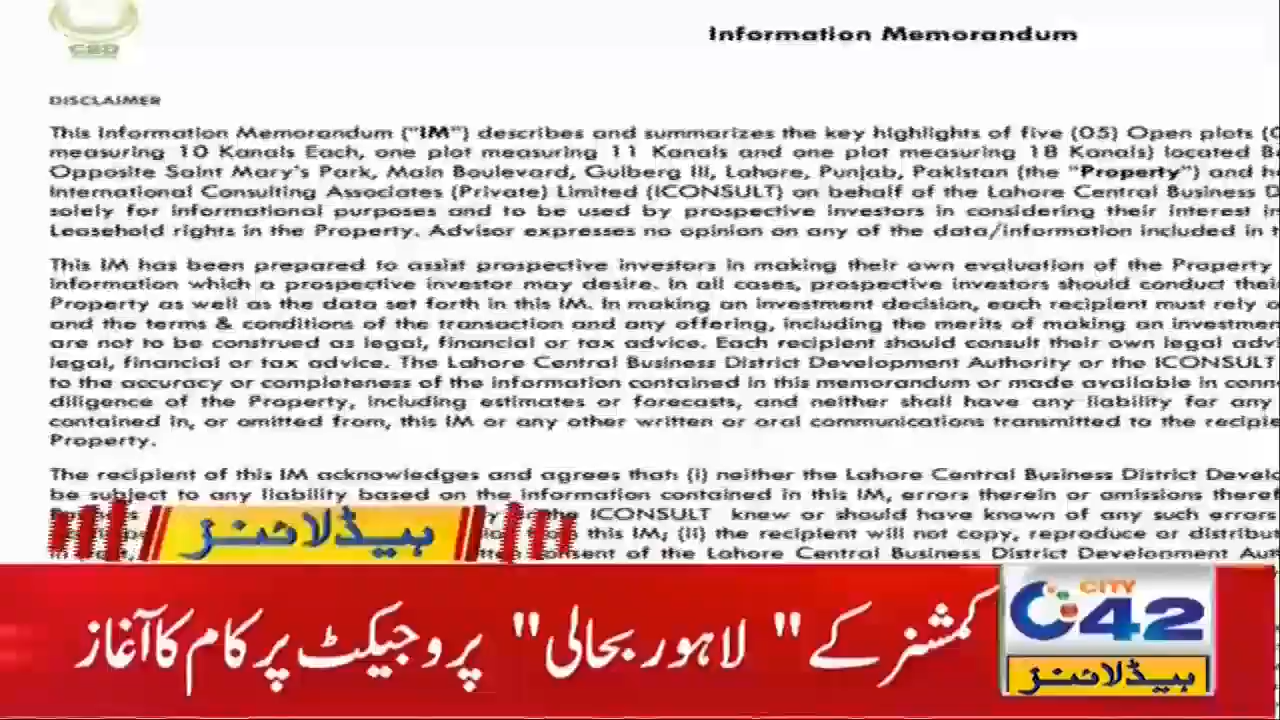 CBD
Information Memorandum
DISCLAIMER
This Information Memorandum ("IM") describes and summarizes the key highlights of five (05) Open plots
measuring 10 Kanals Each, one plot measuring 11 Kanals and one plot measuring 18 Kanals) located
Opposite Saint Mary's Park, Main Boulevard, Gulberg III, Lahore, Punjab, Pakistan (the "Property") and
International Consulting Associates (Private) Limited (ICONSULT) on behalf of the Lahore Central Business
solely for informational purposes and to be used by prospective investors in considering their interest
Leasehold rights in the Property. Advisor expresses no opinion on any of the data/information included in
This IM has been prepared to assist prospective investors in making their own evaluation of the Property
information which a prospective investor may desire. In all cases, prospective investors should conduct
Property as well as the data set forth in this IM. In making an investment decision, each recipient must rely
and the terms & conditions of the transaction and any offering, including the merits of making an
are not to be construed as legal, financial or tax advice. Each recipient should consult their own legal
legal, financial or tax advice. The Lahore Central Business District Development Authority or the ICONSULT
to the accuracy or completeness of the information contained in this memorandum or made available in
diligence of the Property, including estimates or forecasts, and neither shall have any liability for any
contained in, or omitted from, this IM or any other written or oral communications transmitted to the
Property.
The recipient of this IM acknowledges and agrees that: (i) neither the Lahore Central Business District
be subject to any liability based on the information contained in this IM, errors therein or omissions
the ICONSULT knew or should have known of any such errors
this IM; (ii) the recipient will not copy, reproduce or
of the Lahore Central Business District Development
ہیڈلائنز
کمشنر کے " لاہور بحالی" پروجیکٹ پر کام کا آغاز
CITY
42
ہیڈلائنز